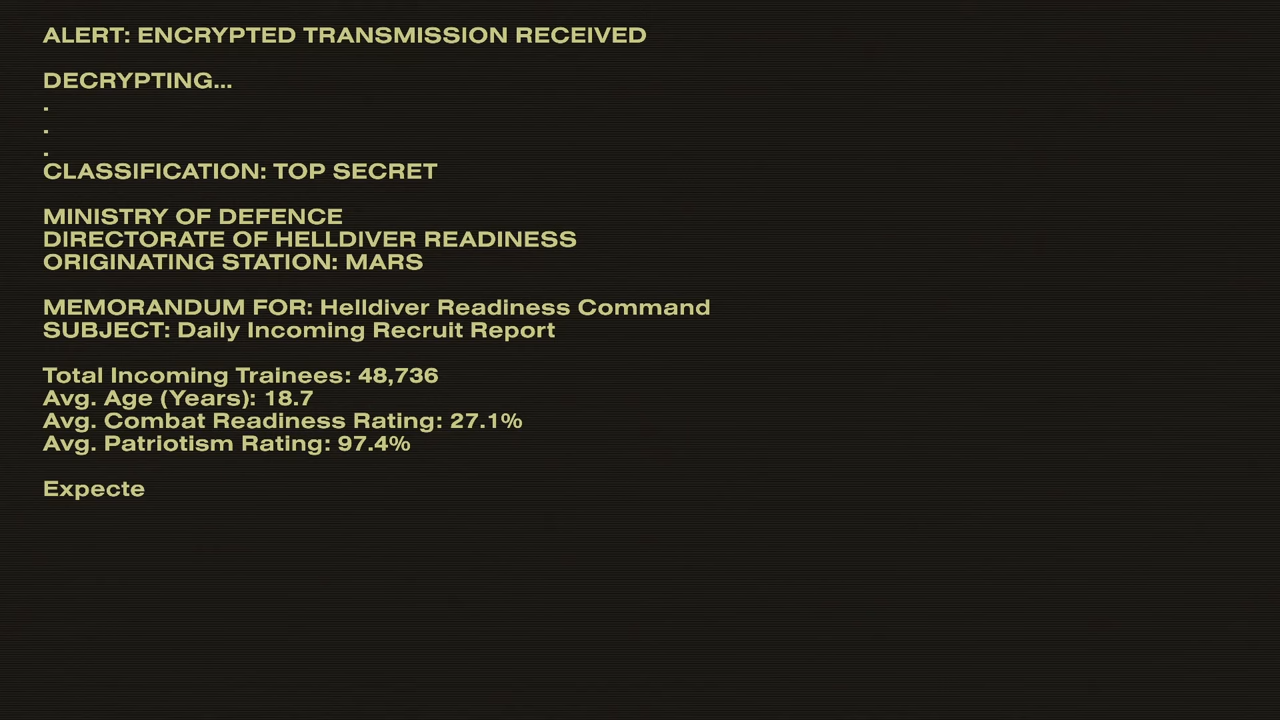 ALERT: ENCRYPTED TRANSMISSION RECEIVED
DECRYPTING...
.
.
.
CLASSIFICATION: TOP SECRET
MINISTRY OF DEFENCE
DIRECTORATE OF HELLDIVER READINESS
ORIGINATING STATION: MARS
MEMORANDUM FOR: Helldiver Readiness Command
SUBJECT: Daily Incoming Recruit Report
Total Incoming Trainees: 48,736
Avg. Age (Years): 18.7
Avg. Combat Readiness Rating: 27.1%
Avg. Patriotism Rating: 97.4%
Expecte